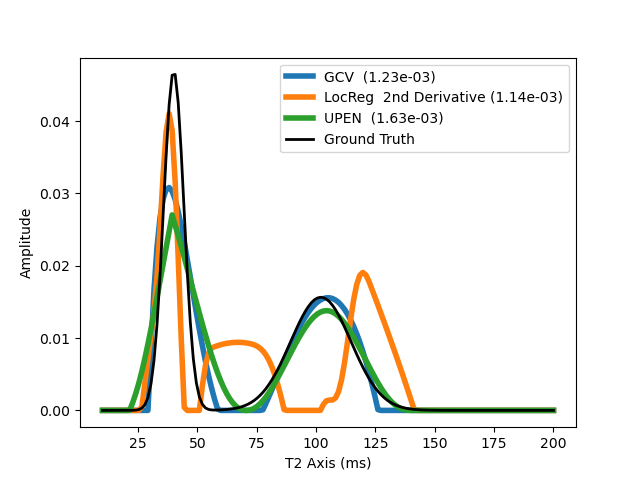 GCV (1.23e-03)
LocReg 2nd Derivative (1.14e-03)
UPEN (1.63e-03)
Ground Truth
Amplitude
0.04
0.03
0.02
0.01
0.00
25 50 75 100 125 150 175 200
T2 Axis (ms)